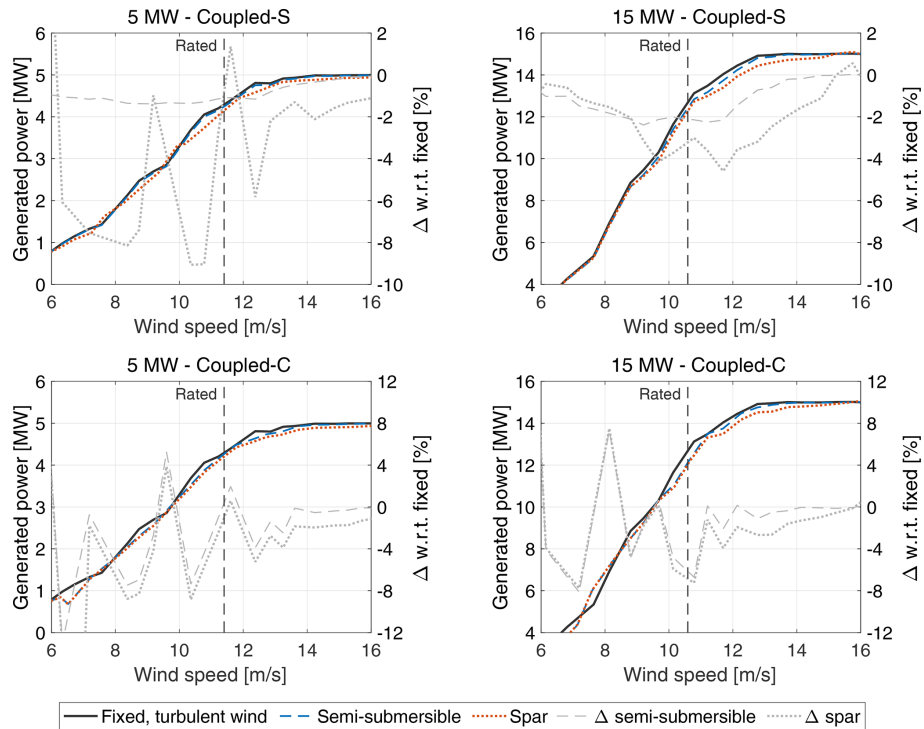 5 MW - Coupled-S
Generated power [MW]
6
5
4
3
2
1
0
Rated
2
0
-2
-4
-6
-8
-10
Δ w.r.t. fixed [%]
6 8 10 12 14 16
Wind speed [m/s]
15 MW - Coupled-S
Generated power [MW]
16
14
12
10
8
6
4
Rated
2
0
-2
-4
-6
-8
-10
Δ w.r.t. fixed [%]
6 8 10 12 14 16
Wind speed [m/s]
5 MW - Coupled-C
Generated power [MW]
6
5
4
3
2
1
0
Rated
12
8
4
0
-4
-8
-12
Δ w.r.t. fixed [%]
6 8 10 12 14 16
Wind speed [m/s]
15 MW - Coupled-C
Generated power [MW]
16
14
12
10
8
6
4
Rated
12
8
4
0
-4
-8
-12
Δ w.r.t. fixed [%]
6 8 10 12 14 16
Wind speed [m/s]
Fixed, turbulent wind Semi-submersible Spar Δ semi-submersible Δ spar